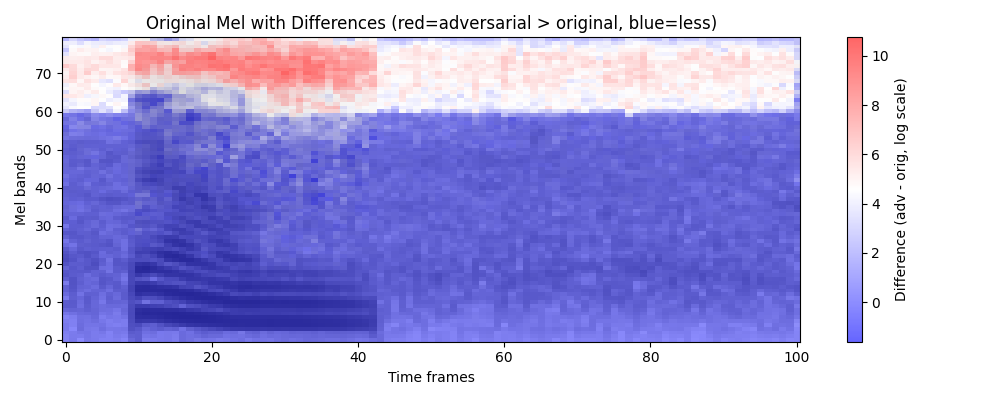 Original Mel with Differences (red=adversarial > original, blue=less)
70
60
50
40
30
20
10
0
Mel bands
0 20 40 60 80 100
Time frames
10
8
6
4
2
0
Difference (adv - orig, log scale)